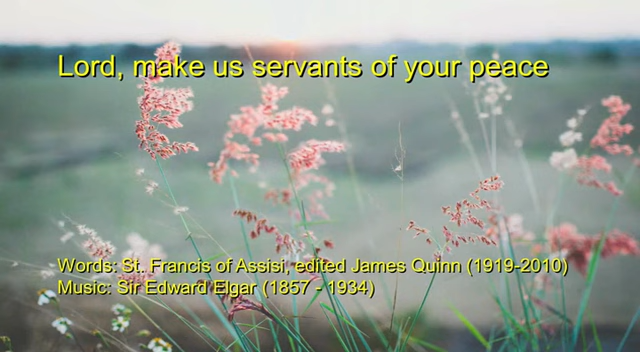 Lord, make us servants of your peace
Words: St. Francis of Assisi, edited James Quinn (1919-2010)
Music: Sir Edward Elgar (1857 - 1934)